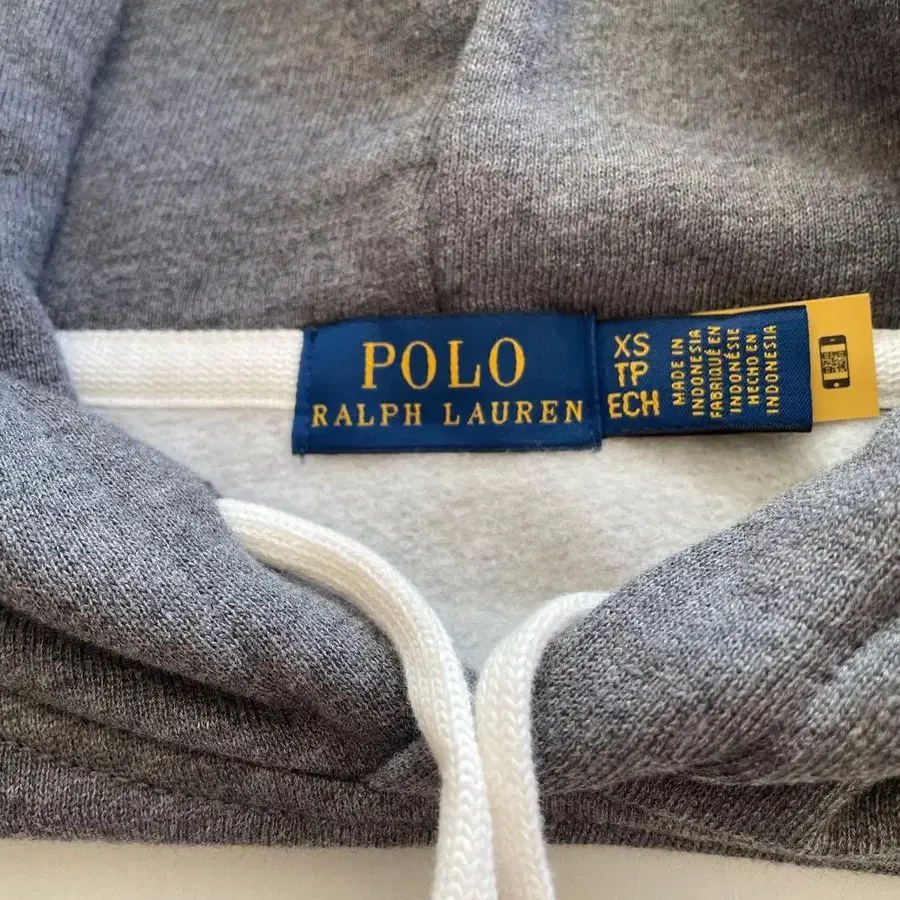 POLO
RALPH LAUREN
XS
TP
ECH
MADE IN
INDONESIA
FABRIQUÉ EN
INDONÉSIE
HECHO EN
INDONESIA